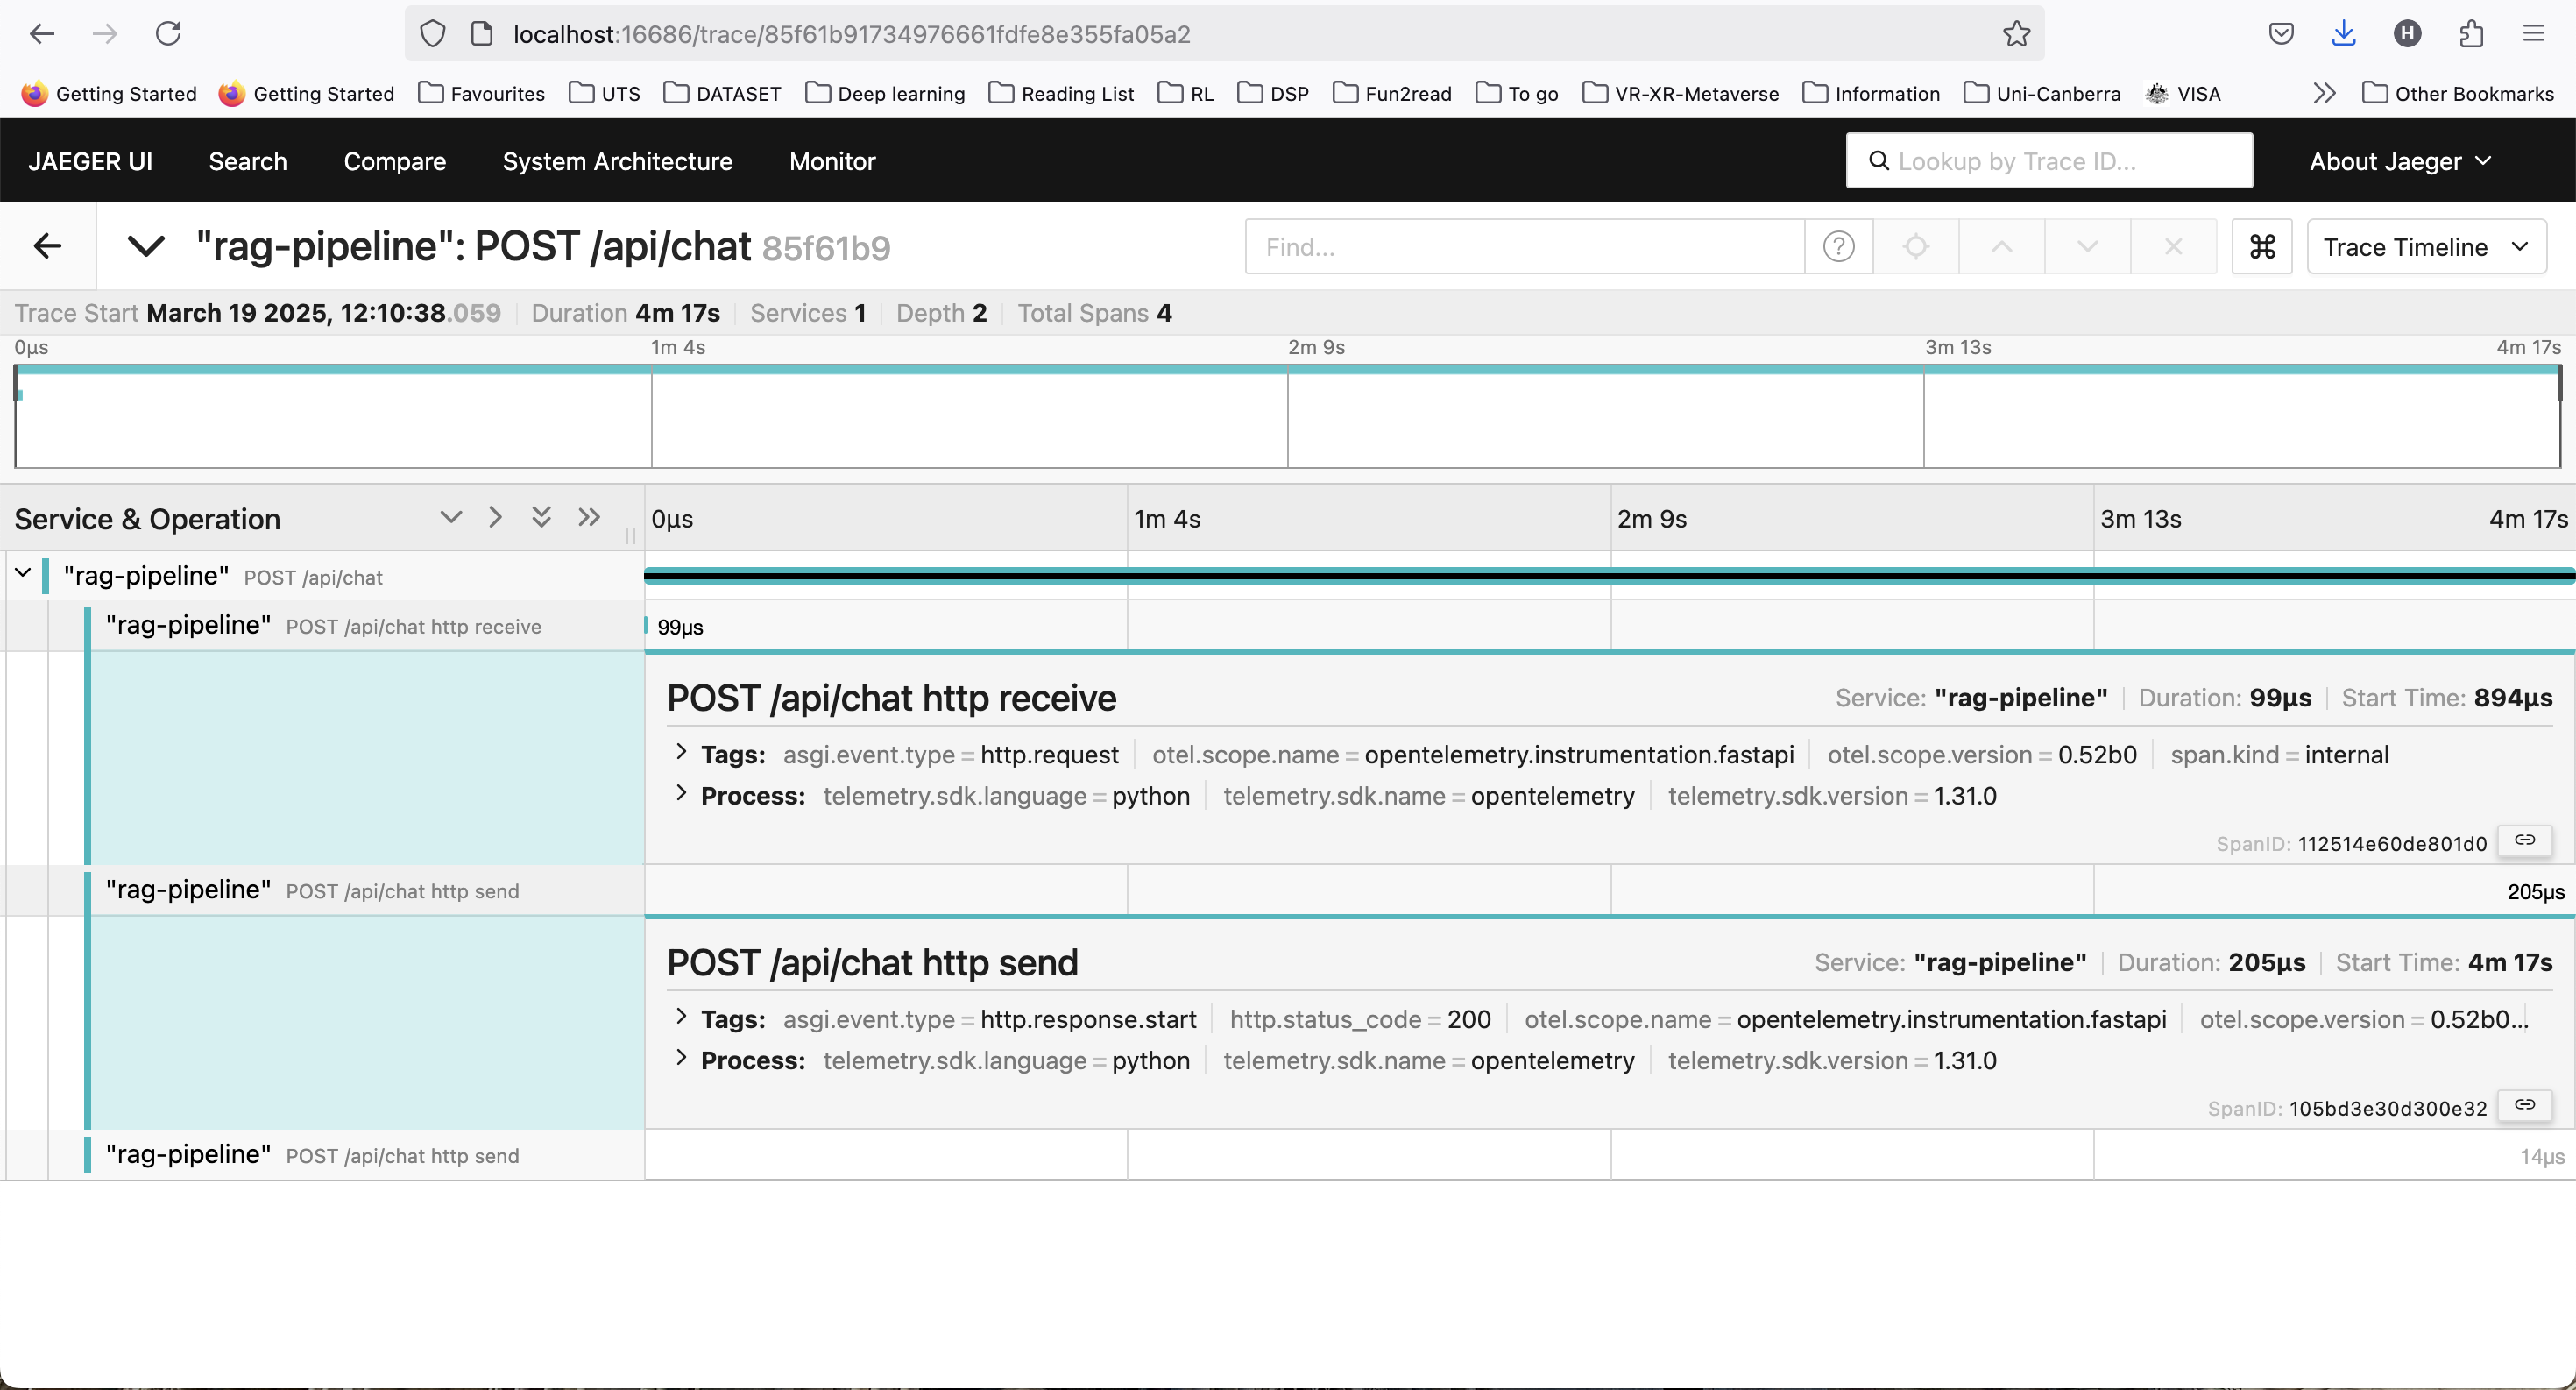 localhost:16686/trace/85f61b91734976661fdfe8e355fa05a2
H
Getting Started Getting Started Favourites UTS DATASET Deep learning Reading List RL DSP Fun2read To go VR-XR-Metaverse Information Uni-Canberra VISA Other Bookmarks
JAEGER UI Search Compare System Architecture Monitor Lookup by Trace ID... About Jaeger
"rag-pipeline": POST /api/chat 85f61b9 Find... ? ⌘ Trace Timeline
Trace Start March 19 2025, 12:10:38.059 Duration 4m 17s Services 1 Depth 2 Total Spans 4
0μs 1m 4s 2m 9s 3m 13s 4m 17s
Service & Operation 0μs 1m 4s 2m 9s 3m 13s 4m 17s
"rag-pipeline" POST /api/chat
"rag-pipeline" POST /api/chat http receive 99μs
POST /api/chat http receive Service: "rag-pipeline" Duration: 99μs Start Time: 894μs
Tags: asgi.event.type = http.request otel.scope.name = opentelemetry.instrumentation.fastapi otel.scope.version = 0.52b0 span.kind = internal
Process: telemetry.sdk.language = python telemetry.sdk.name = opentelemetry telemetry.sdk.version = 1.31.0
SpanID: 112514e60de801d0
"rag-pipeline" POST /api/chat http send 205μs
POST /api/chat http send Service: "rag-pipeline" Duration: 205μs Start Time: 4m 17s
Tags: asgi.event.type = http.response.start http.status_code = 200 otel.scope.name = opentelemetry.instrumentation.fastapi otel.scope.version = 0.52b0...
Process: telemetry.sdk.language = python telemetry.sdk.name = opentelemetry telemetry.sdk.version = 1.31.0
SpanID: 105bd3e30d300e32
"rag-pipeline" POST /api/chat http send 14μs